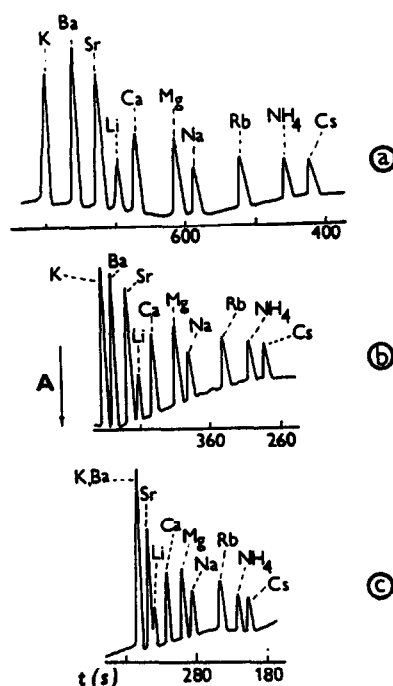 K Ba Sr Li Ca Mg Na Rb NH4 Cs
a
600 400
K Ba Sr Li Ca Mg Na Rb NH4 Cs
A
b
360 260
K,Ba Sr Li Ca Mg Na Rb NH4 Cs
c
t(s) 280 180